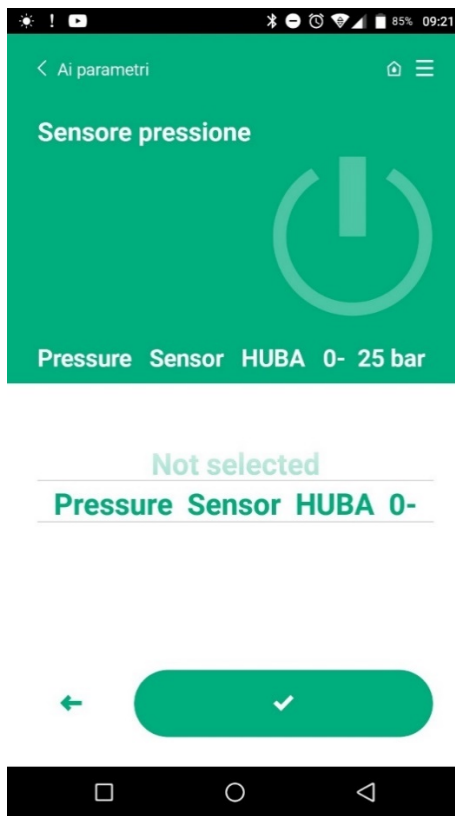 ! 85% 09:21
Ai parametri
Sensore pressione
Pressure Sensor HUBA 0- 25 bar
Not selected
Pressure Sensor HUBA 0-